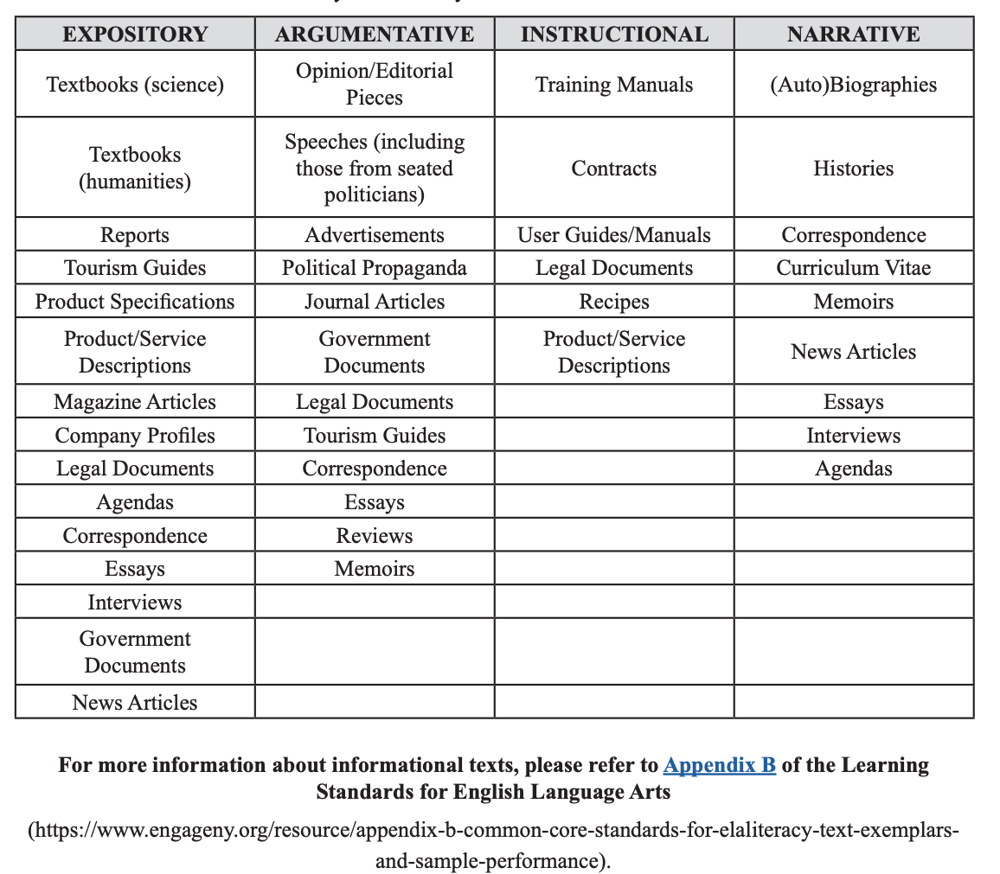 EXPOSITORY ARGUMENTATIVE INSTRUCTIONAL NARRATIVE
Textbooks (science)
Opinion/Editorial
Pieces
Training Manuals
(Auto)Biographies
Textbooks
(humanities)
Speeches (including
those from seated
politicians)
Contracts
Histories
Reports Advertisements User Guides/Manuals Correspondence
Tourism Guides Political Propaganda Legal Documents Curriculum Vitae
Product Specifications Journal Articles Recipes Memoirs
Product/Service
Descriptions
Government
Documents
Product/Service
Descriptions
News Articles
Magazine Articles Legal Documents Essays
Company Profiles Tourism Guides Interviews
Legal Documents Correspondence Agendas
Agendas Essays
Correspondence Reviews
Essays Memoirs
Interviews
Government
Documents
News Articles
For more information about informational texts, please refer to Appendix B of the Learning
Standards for English Language Arts
(https://www.engageny.org/resource/appendix-b-common-core-standards-for-elaliteracy-text-exemplars-
and-sample-performance).